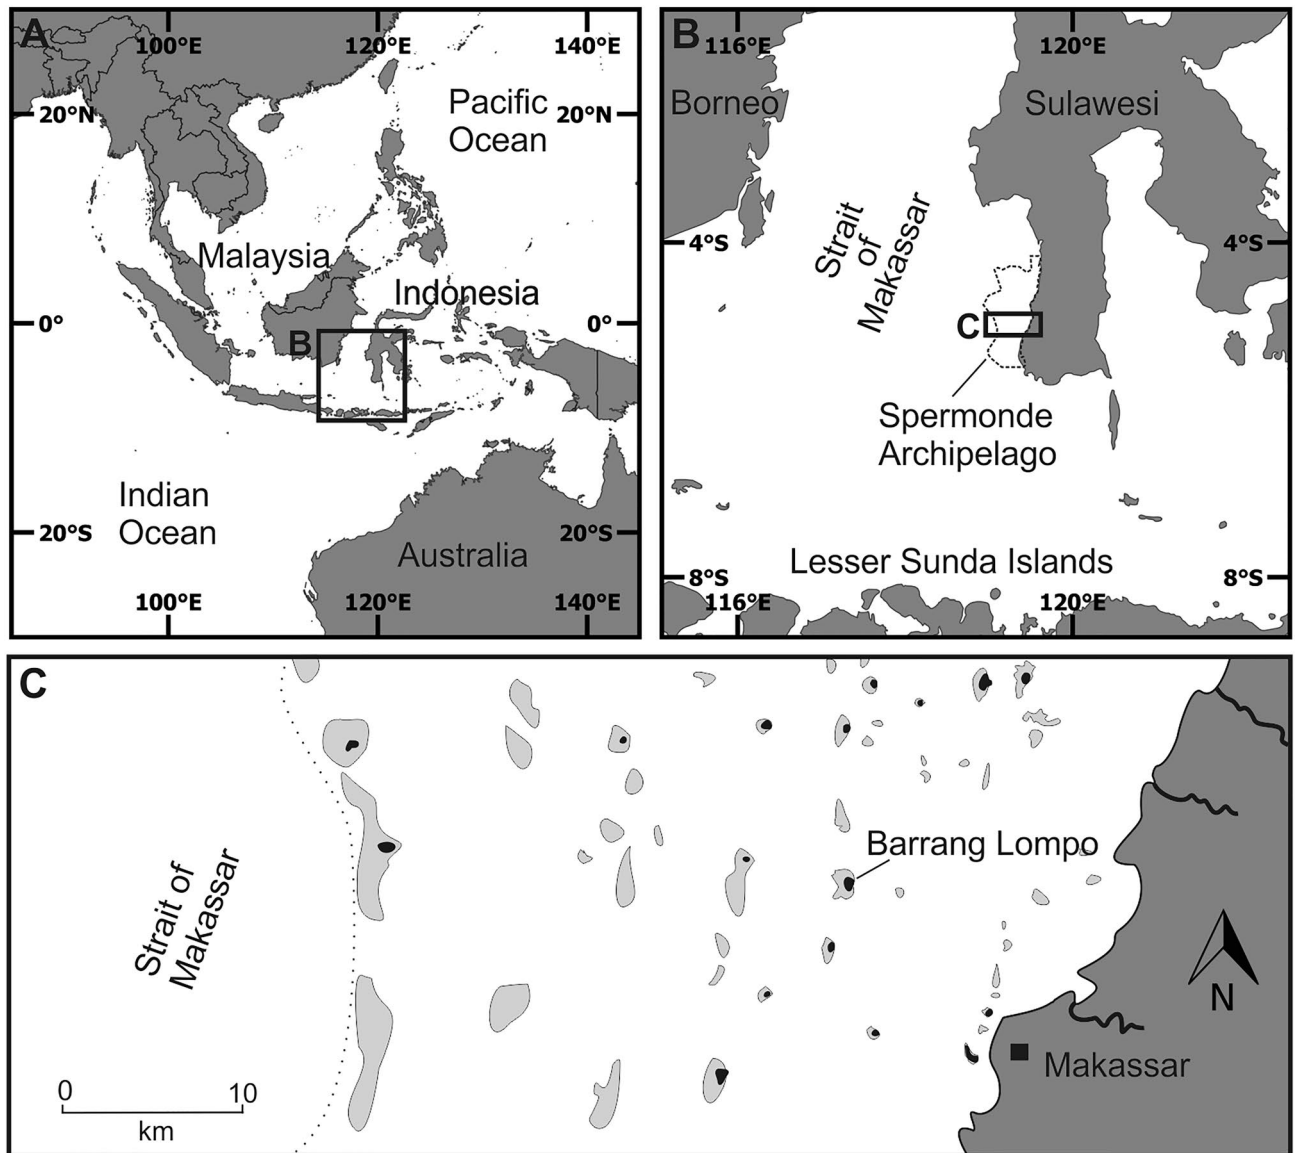 A
100°E
120°E
140°E
20°N
Pacific
Ocean
20°N
Malaysia
Indonesia
0°
B
0°
Indian
Ocean
20°S
Australia
20°S
100°E
120°E
140°E
B
116°E
120°E
Borneo
Sulawesi
Strait
of
Makassar
4°S
4°S
C
Spermonde
Archipelago
Lesser Sunda Islands
8°S
8°S
116°E
120°E
C
Barrang Lompo
Strait of
Makassar
N
Makassar
0
10
km